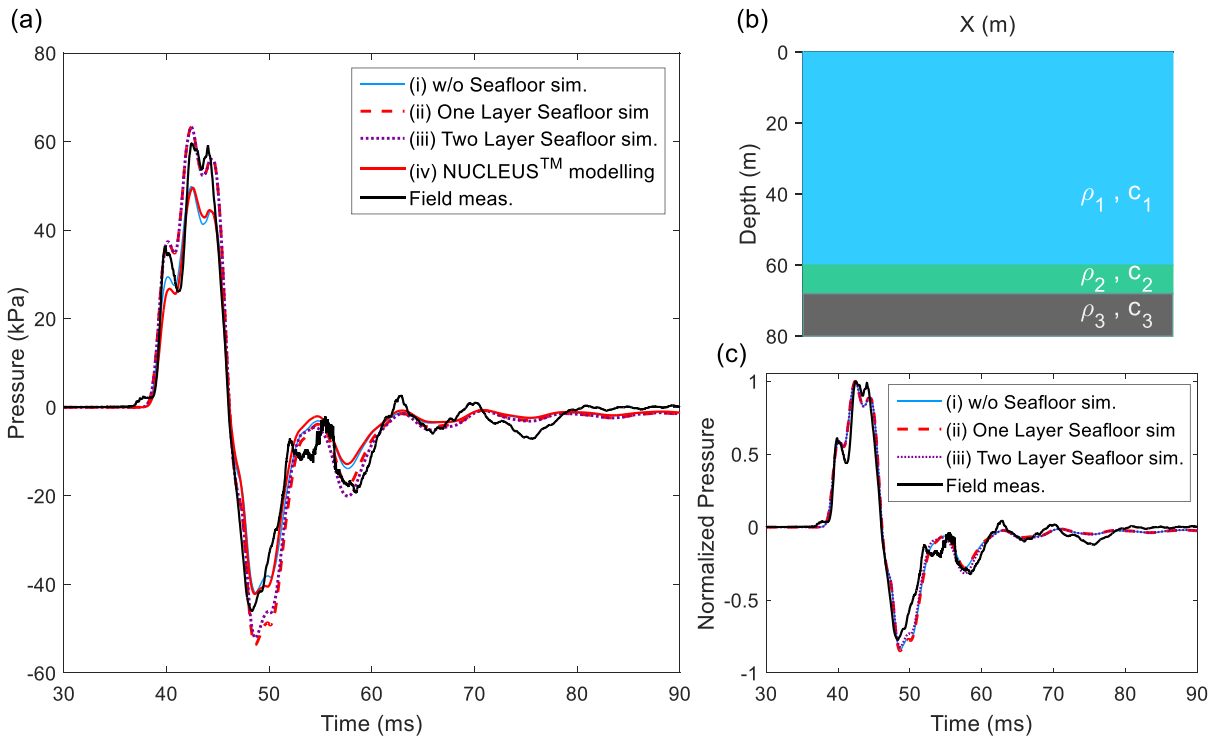 (a)
80
60
40
20
0
-20
-40
-60
30
40
50
60
70
80
90
Pressure (kPa)
Time (ms)
(i) w/o Seafloor sim.
(ii) One Layer Seafloor sim
(iii) Two Layer Seafloor sim.
(iv) NUCLEUS™ modelling
Field meas.
(b)
X (m)
0
20
40
60
80
Depth (m)
ρ₁ , c₁
ρ₂ , c₂
ρ₃ , c₃
(c)
1
0.5
0
-0.5
-1
30
40
50
60
70
80
90
Normalized Pressure
Time (ms)
(i) w/o Seafloor sim.
(ii) One Layer Seafloor sim
(iii) Two Layer Seafloor sim.
Field meas.